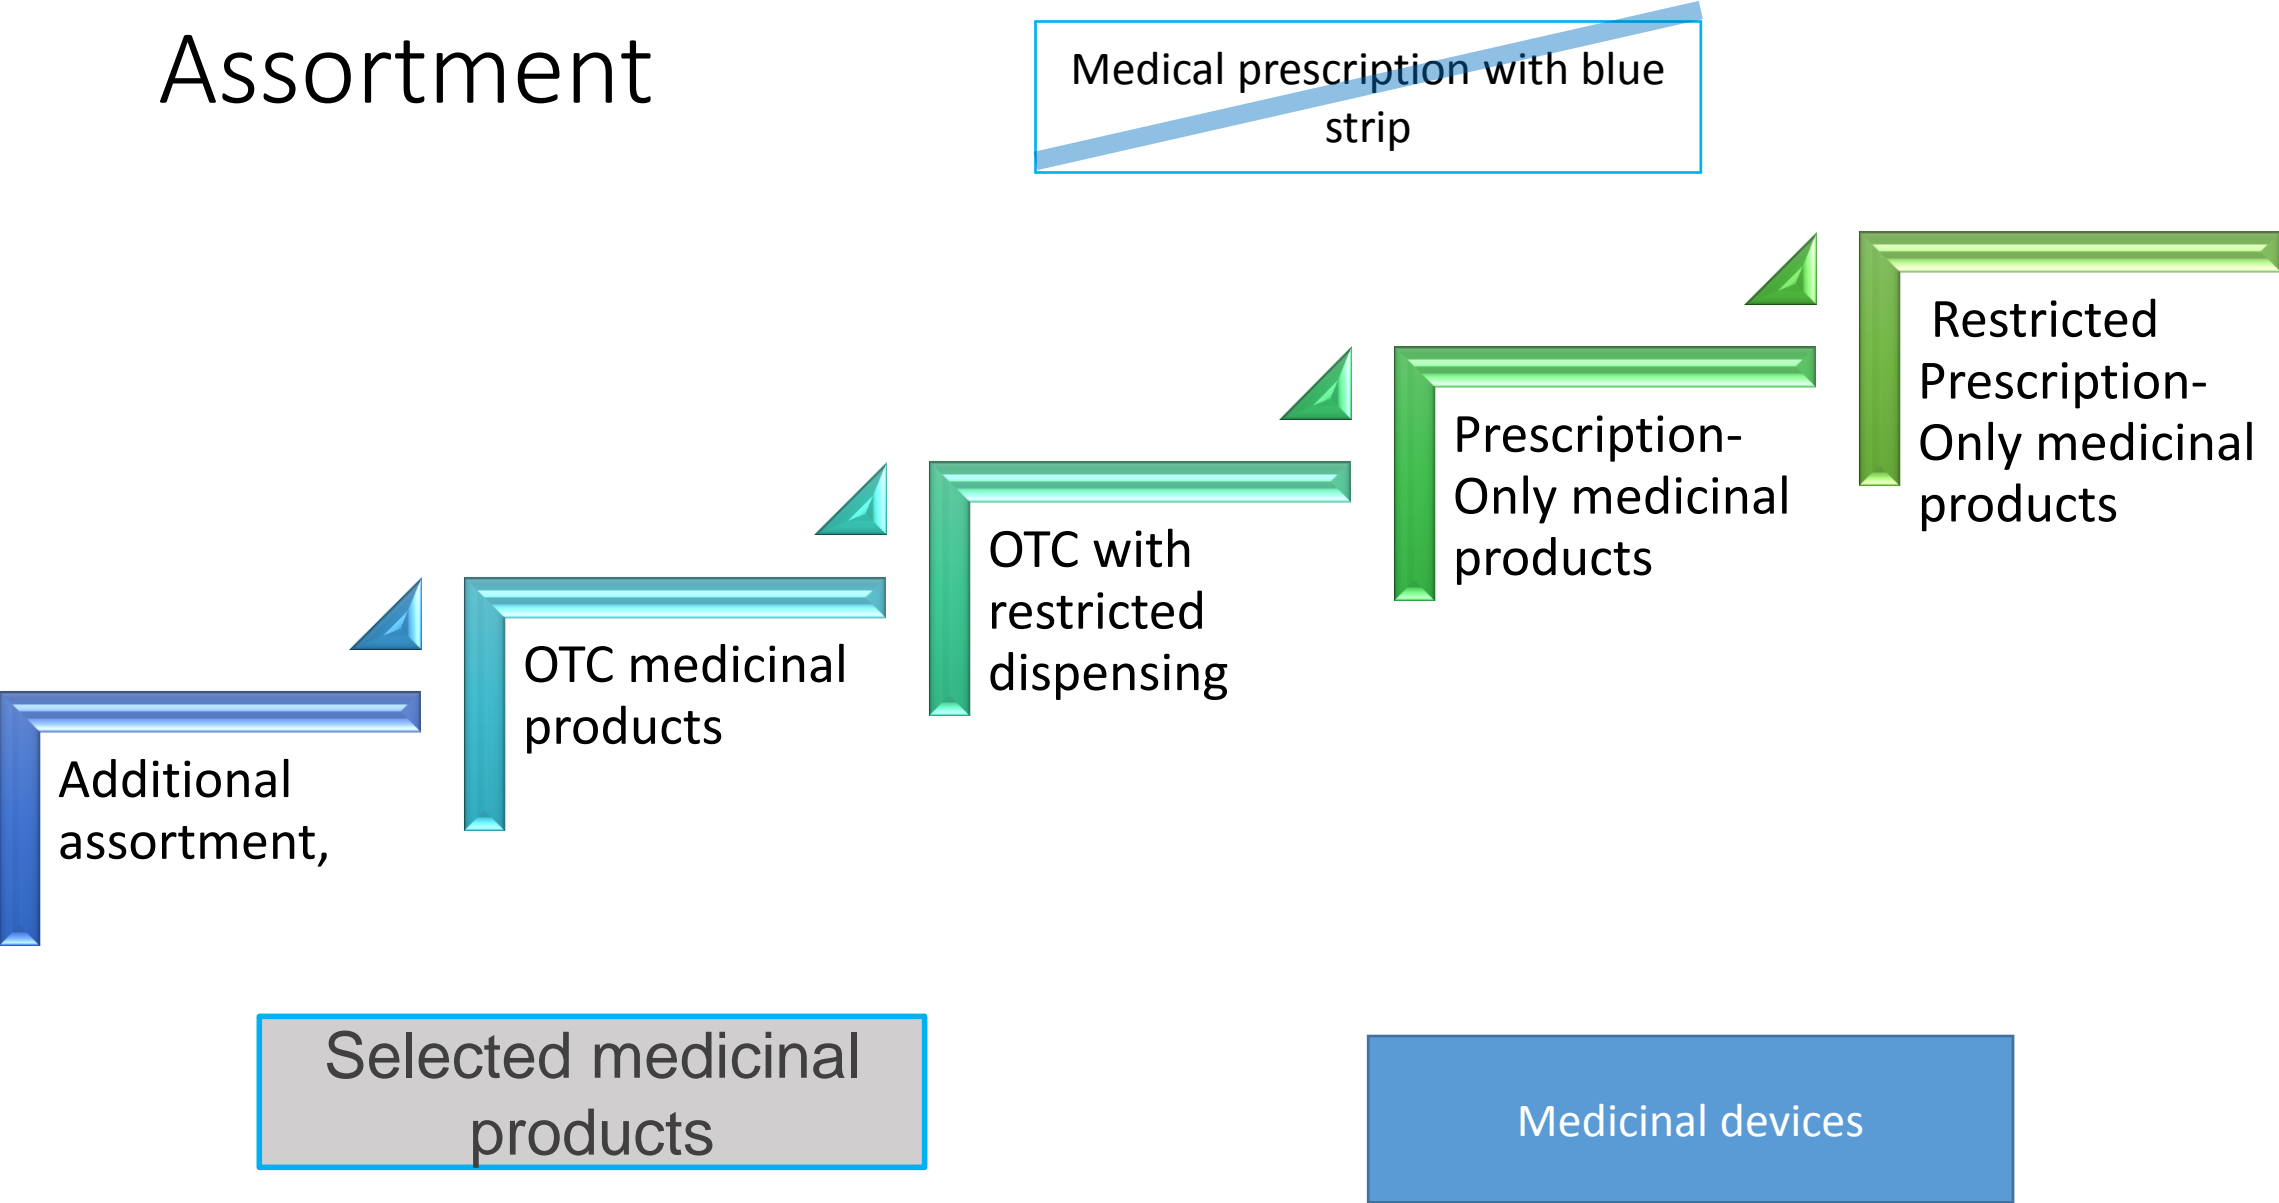 Assortment
Medical prescription with blue
strip
Restricted
Prescription-
Only medicinal
products
Prescription-
Only medicinal
products
OTC with
restricted
dispensing
OTC medicinal
products
Additional
assortment,
Selected medicinal
products
Medicinal devices